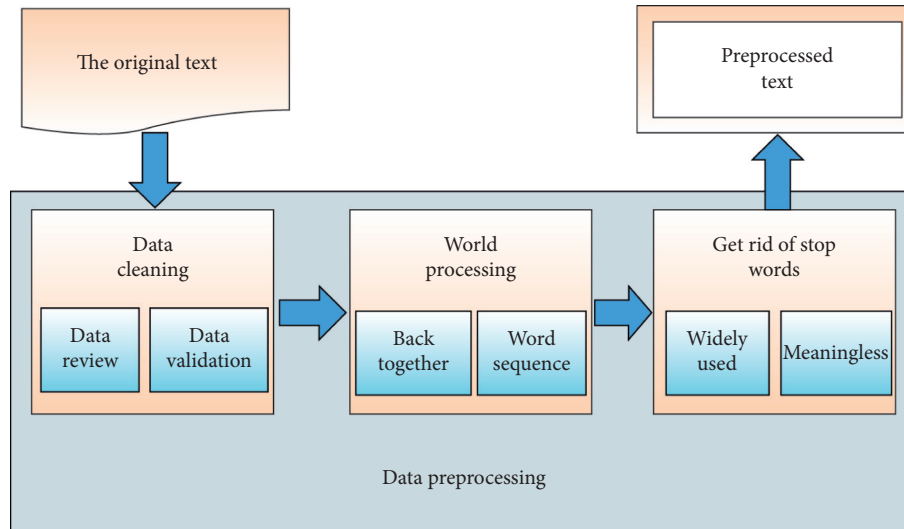 The original text
Preprocessed
text
Data
cleaning
Data
review
Data
validation
World
processing
Back
together
Word
sequence
Get rid of stop
words
Widely
used
Meaningless
Data preprocessing